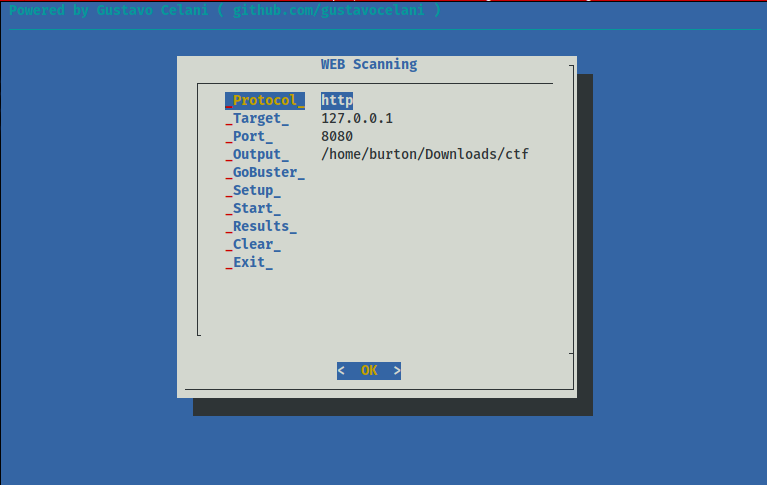 Powered by Gustavo Celani ( github.com/gustavocelani )
WEB Scanning
_Protocol_ http
_Target_ 127.0.0.1
_Port_ 8080
_Output_ /home/burton/Downloads/ctf
_GoBuster_
_Setup_
_Start_
_Results_
_Clear_
_Exit_
< OK >